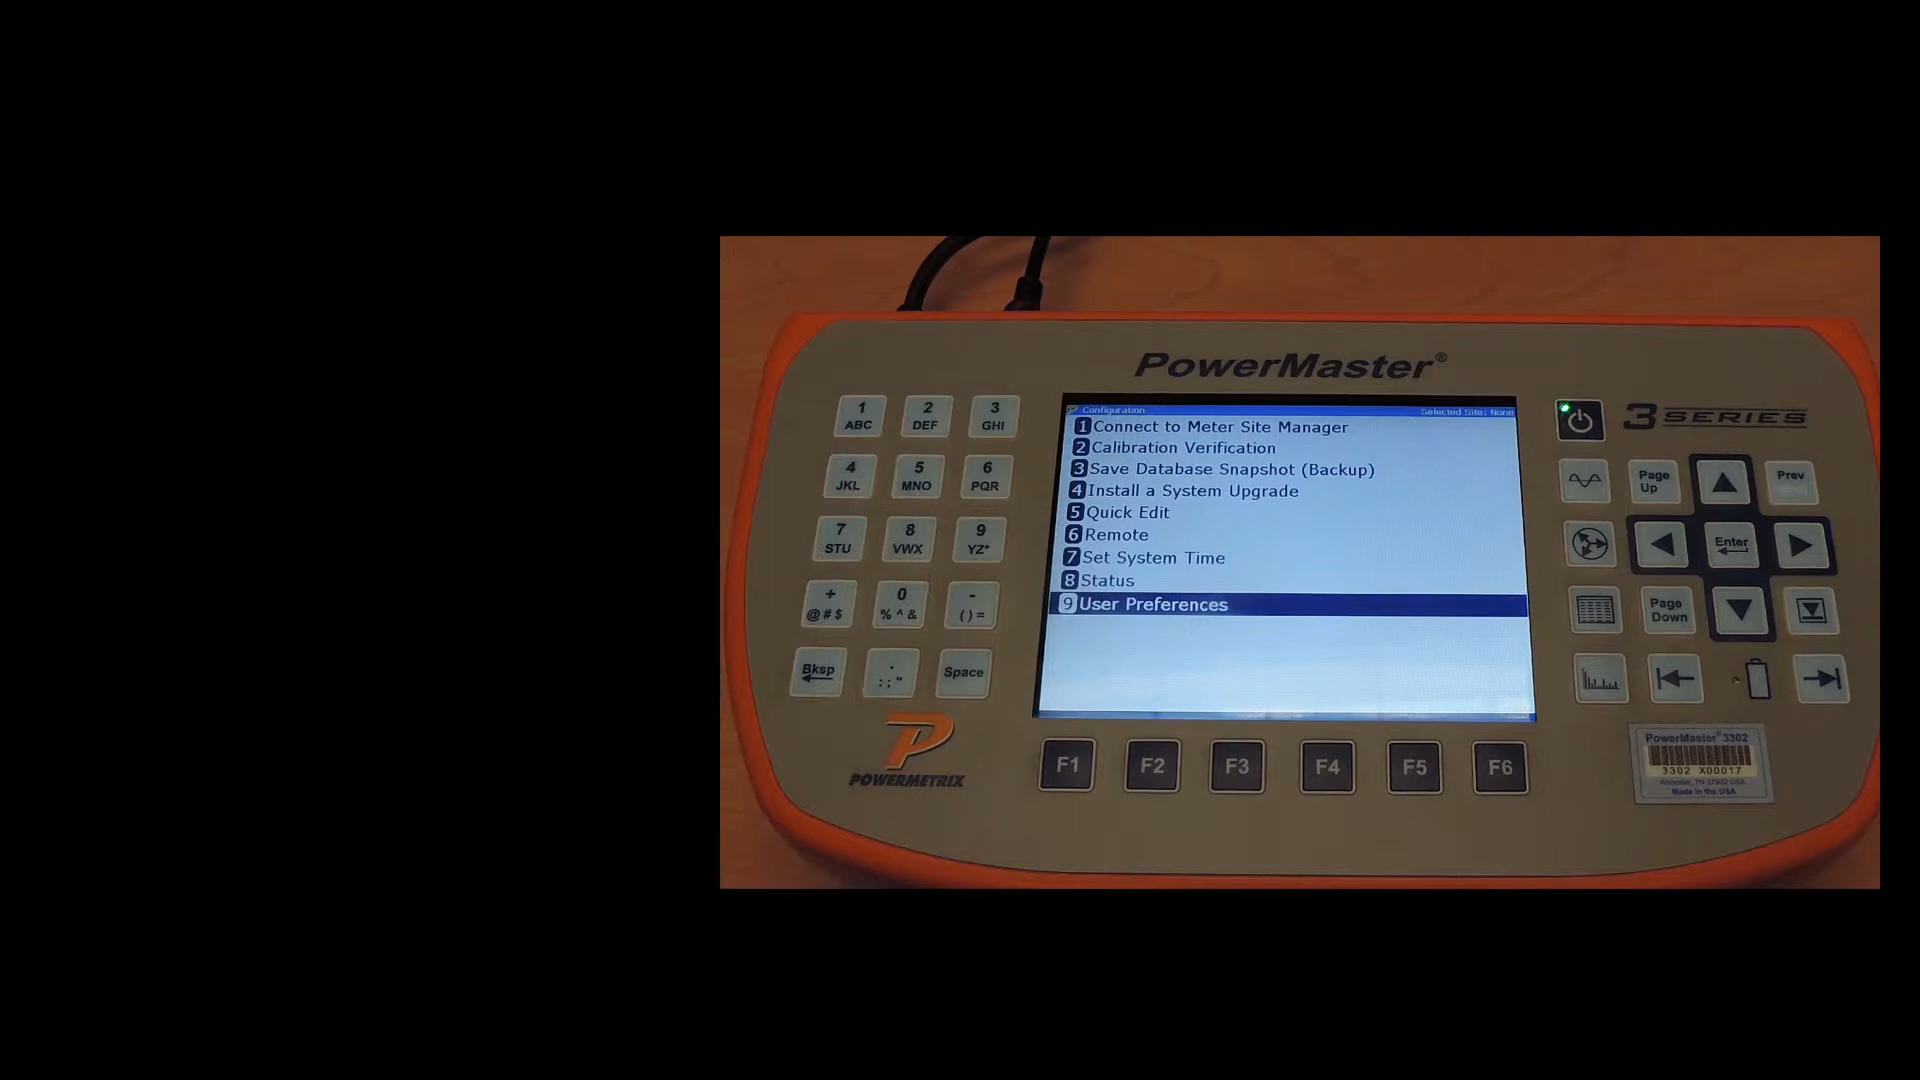 PowerMaster®
Configuration
Selected Site: None
1 Connect to Meter Site Manager
2 Calibration Verification
3 Save Database Snapshot (Backup)
4 Install a System Upgrade
5 Quick Edit
6 Remote
7 Set System Time
8 Status
9 User Preferences
1
ABC
2
DEF
3
GHI
4
JKL
5
MNO
6
PQR
7
STU
8
VWX
9
YZ*
+
@ # $
0
% ^ &
-
( ) =
Bksp
.
: ; "
Space
POWERMETRIX
F1
F2
F3
F4
F5
F6
3 SERIES
Page
Up
Prev
Enter
Page
Down
PowerMaster® 3302
3302 X00017
Knoxville, TN 37932 USA
Made in the USA